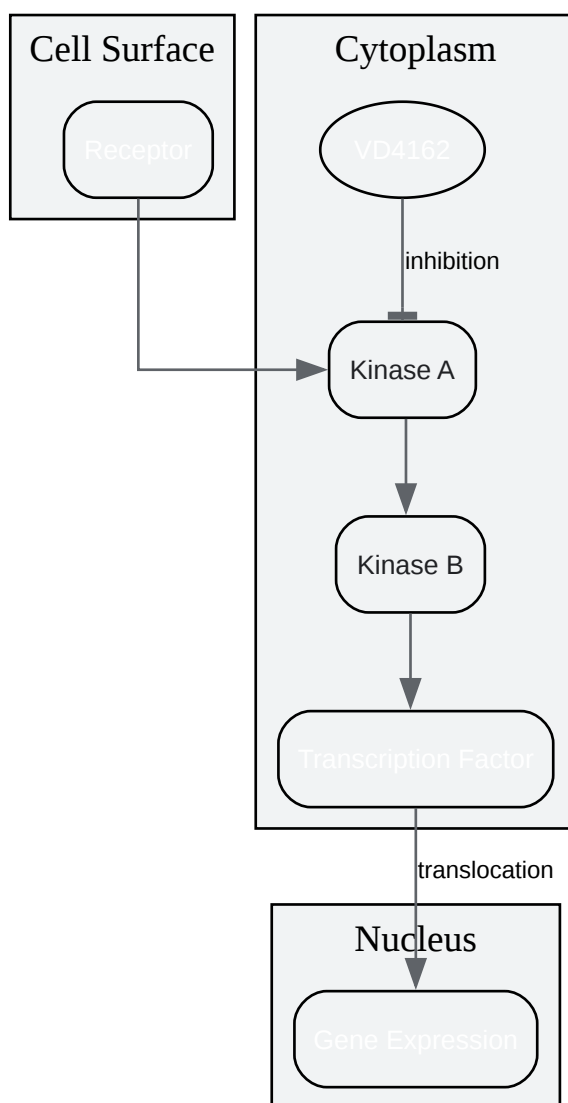 Cell Surface
Cytoplasm
Receptor
VD4162
inhibition
Kinase A
Kinase B
Transcription Factor
translocation
Nucleus
Gene Expression